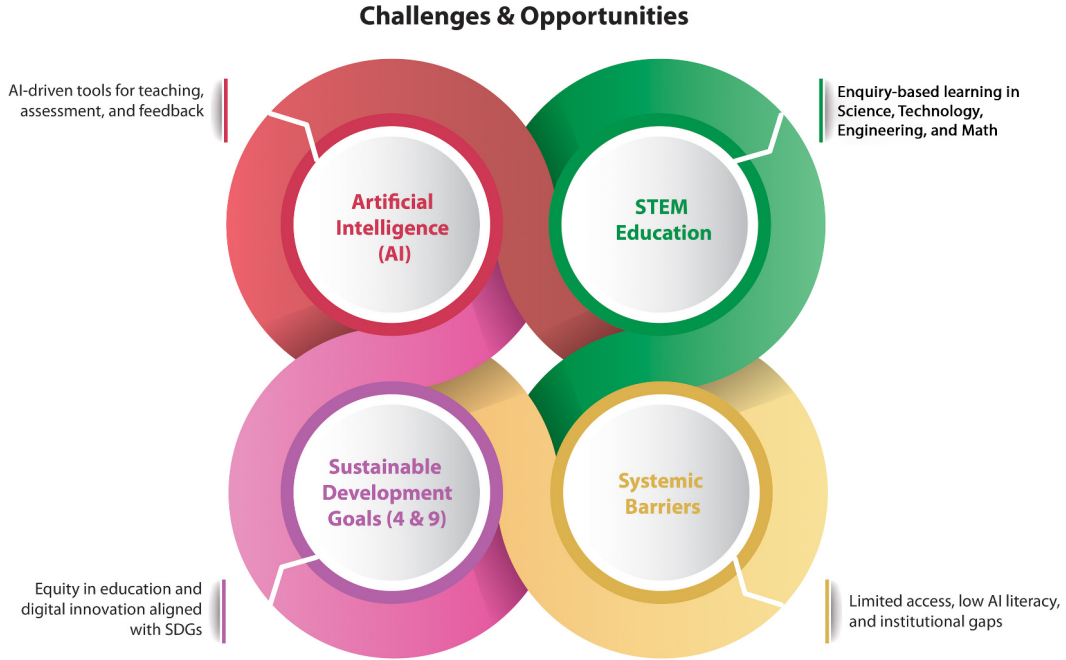 Challenges & Opportunities
AI-driven tools for teaching,
assessment, and feedback
Artificial
Intelligence
(AI)
STEM
Education
Enquiry-based learning in
Science, Technology,
Engineering, and Math
Sustainable
Development
Goals (4 & 9)
Systemic
Barriers
Equity in education and
digital innovation aligned
with SDGs
Limited access, low AI literacy,
and institutional gaps